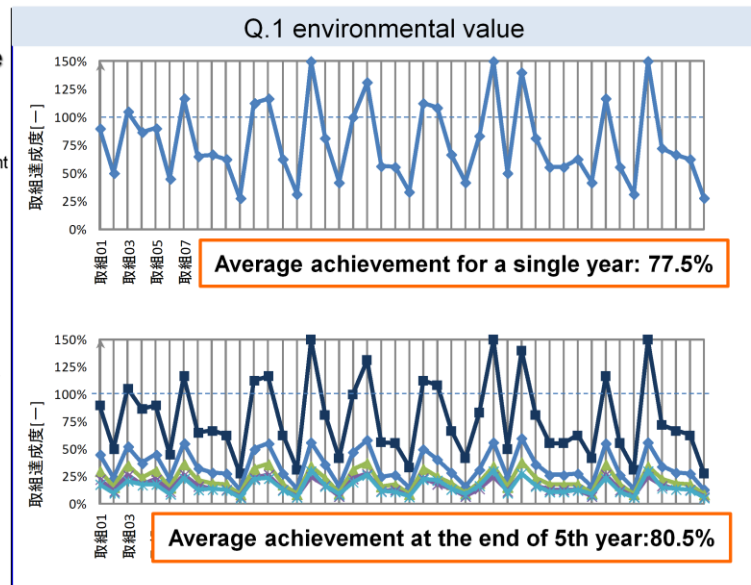 Q.1 environmental value
e
nt
150%
100%
75%
50%
25%
0%
取組達成度[ー]
取組01
取組03
取組05
取組07
Average achievement for a single year: 77.5%
150%
125%
100%
75%
50%
25%
0%
取組達成度[ー]
取組01
取組03
Average achievement at the end of 5th year:80.5%